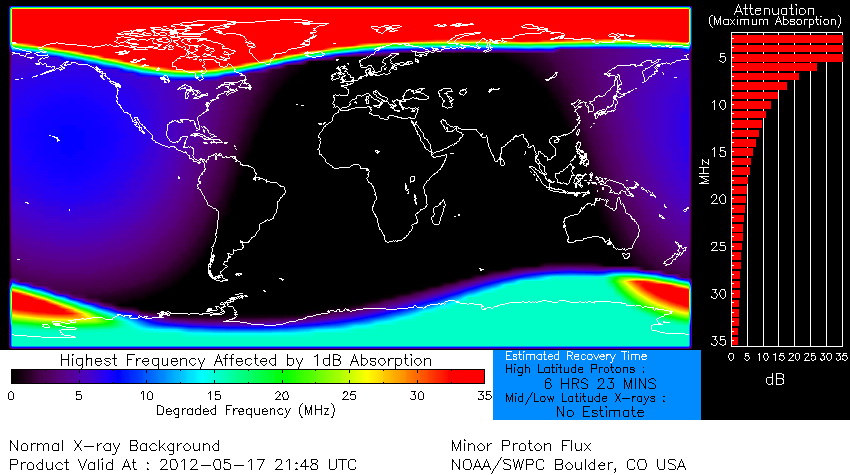 Attenuation
(Maximum Absorption)
5
10
15
20
25
30
35
MHz
0 5 10 15 20 25 30 35
dB
Highest Frequency Affected by 1dB Absorption
0 5 10 15 20 25 30 35
Degraded Frequency (MHz)
Estimated Recovery Time
High Latitude Protons :
6 HRS 23 MINS
Mid/Low Latitude X-rays :
No Estimate
Normal X-ray Background
Product Valid At : 2012-05-17 21:48 UTC
Minor Proton Flux
NOAA/SWPC Boulder, CO USA